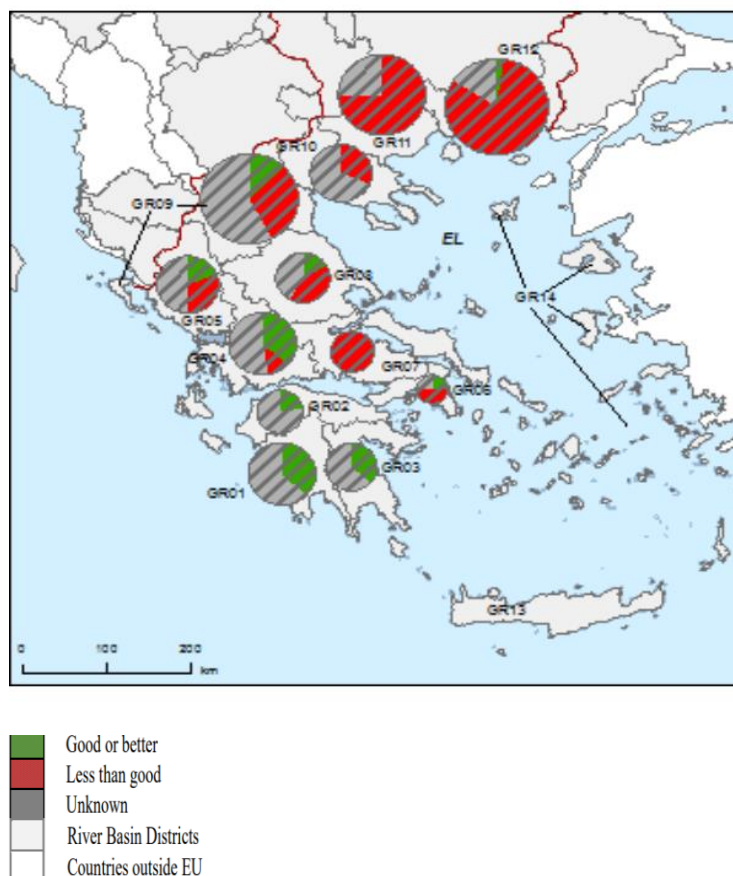 GR12
GR11
GR10
GR09
EL
GR08
GR14
GR05
GR04
GR07
GR06
GR02
GR03
GR01
GR13
0 100 200
km
Good or better
Less than good
Unknown
River Basin Districts
Countries outside EU